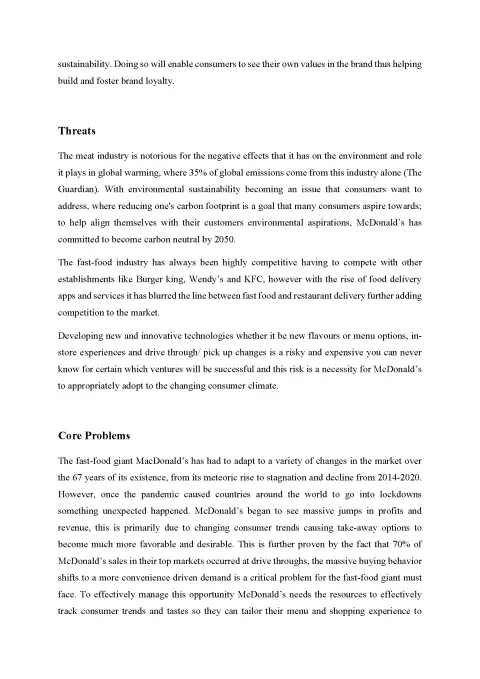 sustainability. Doing so will enable consumers to see their own values in the brand thus helping
build and foster brand loyalty.
Threats
The meat industry is notorious for the negative effects that it has on the environment and role
it plays in global warming, where 35% of global emissions come from this industry alone (The
Guardian). With environmental sustainability becoming an issue that consumers want to
address, where reducing one's carbon footprint is a goal that many consumers aspire towards;
to help align themselves with their customers environmental aspirations, McDonald's has
committed to become carbon neutral by 2050.
The fast-food industry has always been highly competitive having to compete with other
establishments like Burger king, Wendy's and KFC, however with the rise of food delivery
apps and services it has blurred the line between fast food and restaurant delivery further adding
competition to the market.
Developing new and innovative technologies whether it be new flavours or menu options, in-
store experiences and drive through/ pick up changes is a risky and expensive you can never
know for certain which ventures will be successful and this risk is a necessity for McDonald's
to appropriately adopt to the changing consumer climate.
Core Problems
The fast-food giant MacDonald's has had to adapt to a variety of changes in the market over
the 67 years of its existence, from its meteoric rise to stagnation and decline from 2014-2020.
However, once the pandemic caused countries around the world to go into lockdowns
something unexpected happened. McDonald's began to see massive jumps in profits and
revenue, this is primarily due to changing consumer trends causing take-away options to
become much more favorable and desirable. This is further proven by the fact that 70% of
McDonald's sales in their top markets occurred at drive throughs, the massive buying behavior
shifts to a more convenience driven demand is a critical problem for the fast-food giant must
face. To effectively manage this opportunity McDonald's needs the resources to effectively
track consumer trends and tastes so they can tailor their menu and shopping experience to